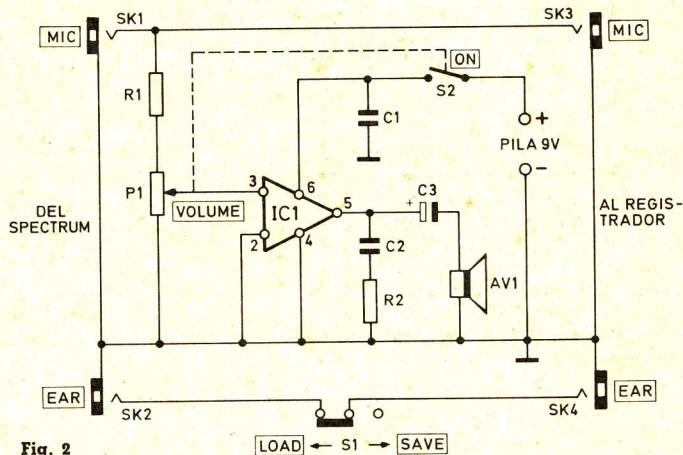 SK1
SK3
MIC
MIC
ON
R1
S2
C1
+
PILA 9V
-
P1
3
6
VOLUME
IC1
5
+
C3
DEL
SPECTRUM
AL REGIS-
TRADOR
2
4
C2
AV1
R2
EAR
EAR
SK2
SK4
LOAD ← S1 → SAVE
Fig. 2